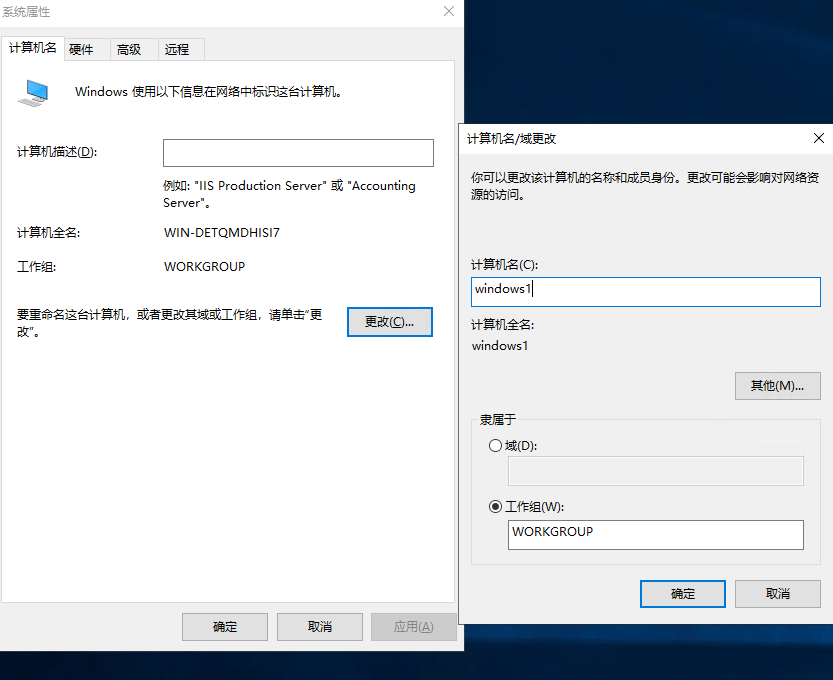 系统属性
计算机名
硬件
高级
远程
Windows 使用以下信息在网络中标识这台计算机。
计算机描述(D):
例如: "IIS Production Server" 或 "Accounting
Server"。
计算机全名:
WIN-DETQMDHISI7
工作组:
WORKGROUP
要重命名这台计算机，或者更改其域或工作组，请单击"更
改"。
更改(C)...
确定
取消
应用(A)
计算机名/域更改
你可以更改该计算机的名称和成员身份。更改可能会影响对网络资
源的访问。
计算机名(C):
windows1
计算机全名:
windows1
其他(M)...
隶属于
域(D):
工作组(W):
WORKGROUP
确定
取消